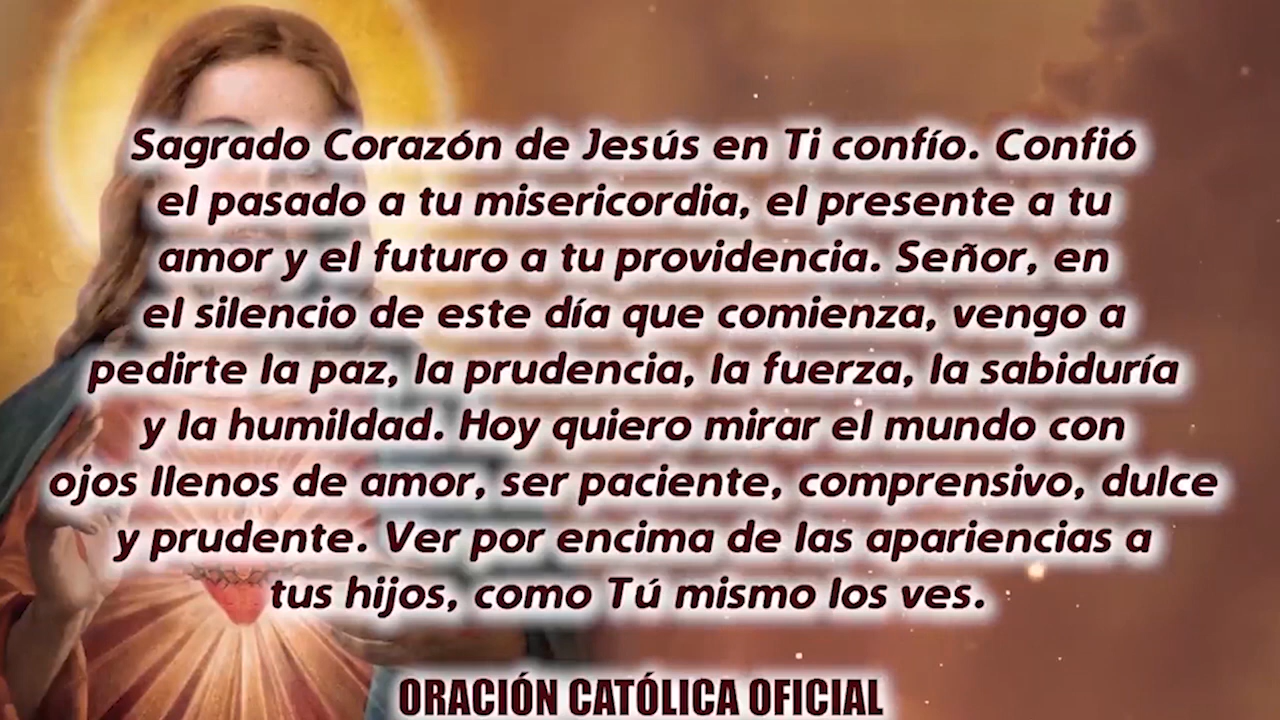 Sagrado Corazón de Jesús en Ti confío. Confió
el pasado a tu misericordia, el presente a tu
amor y el futuro a tu providencia. Señor, en
el silencio de este día que comienza, vengo a
pedirte la paz, la prudencia, la fuerza, la sabiduría
y la humildad. Hoy quiero mirar el mundo con
ojos llenos de amor, ser paciente, comprensivo, dulce
y prudente. Ver por encima de las apariencias a
tus hijos, como Tú mismo los ves.
ORACIÓN CATÓLICA OFICIAL